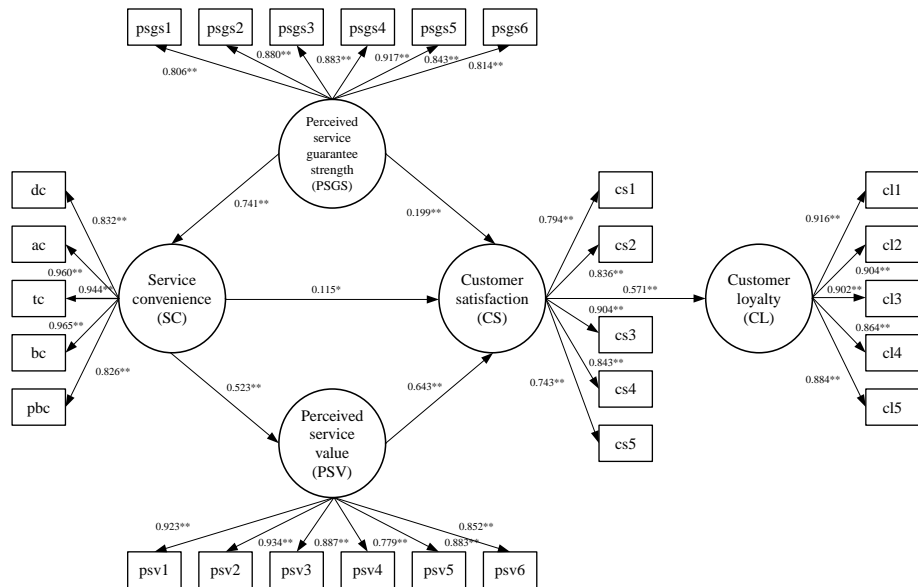 psgs1
psgs2
psgs3
psgs4
psgs5
psgs6
0.806**
0.880**
0.883**
0.917**
0.843**
0.814**
Perceived
service
guarantee
strength
(PSGS)
0.741**
0.199**
dc
ac
tc
bc
pbc
0.832**
0.960**
0.944**
0.965**
0.826**
Service
convenience
(SC)
0.115*
Customer
satisfaction
(CS)
cs1
cs2
cs3
cs4
cs5
0.794**
0.836**
0.904**
0.843**
0.743**
0.571**
Customer
loyalty
(CL)
cl1
cl2
cl3
cl4
cl5
0.916**
0.904**
0.902**
0.864**
0.884**
0.523**
0.643**
Perceived
service
value
(PSV)
0.923**
0.934**
0.887**
0.779**
0.883**
0.852**
psv1
psv2
psv3
psv4
psv5
psv6